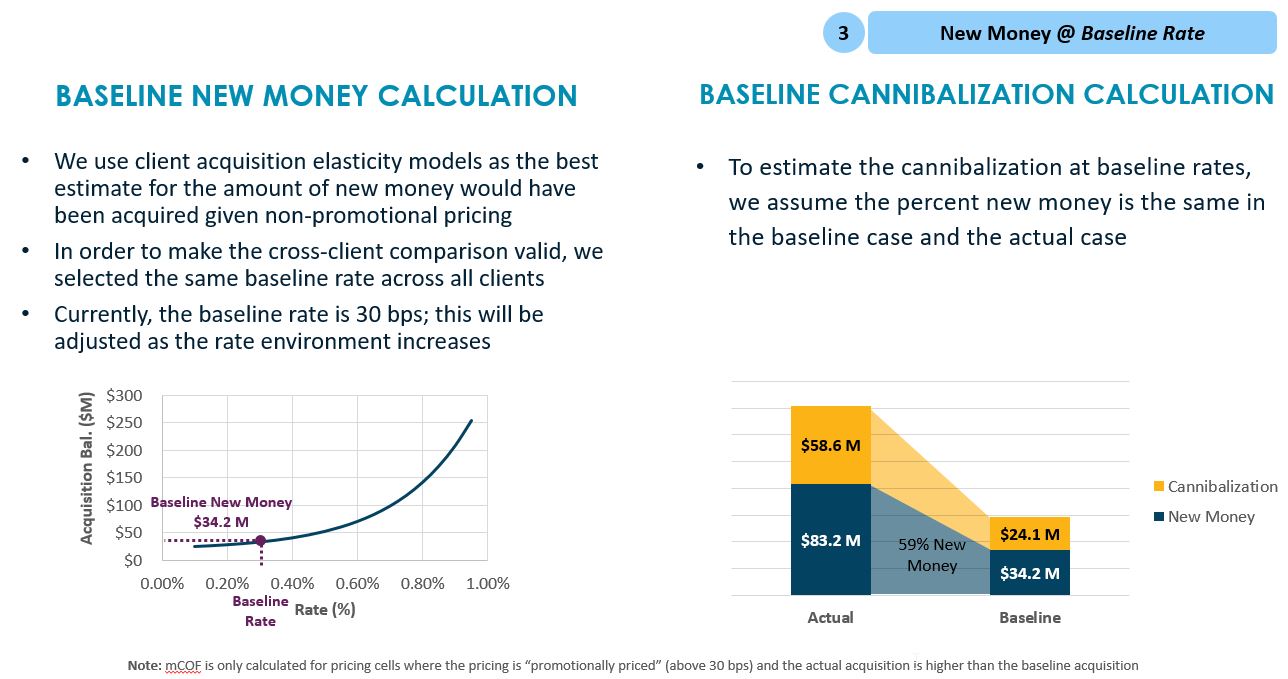 3
New Money @ Baseline Rate
BASELINE NEW MONEY CALCULATION
• We use client acquisition elasticity models as the best
estimate for the amount of new money would have
been acquired given non-promotional pricing
• In order to make the cross-client comparison valid, we
selected the same baseline rate across all clients
• Currently, the baseline rate is 30 bps; this will be
adjusted as the rate environment increases
Acquisition Bal. ($M)
$300
$250
$200
$150
$100
$50
$0
Baseline New Money
$34.2 M
0.00% 0.20% 0.40% 0.60% 0.80% 1.00%
Baseline
Rate
Rate (%)
BASELINE CANNIBALIZATION CALCULATION
• To estimate the cannibalization at baseline rates,
we assume the percent new money is the same in
the baseline case and the actual case
$58.6 M
$83.2 M
59% New
Money
$24.1 M
$34.2 M
Actual Baseline
Cannibalization
New Money
Note: mCOF is only calculated for pricing cells where the pricing is “promotionally priced” (above 30 bps) and the actual acquisition is higher than the baseline acquisition